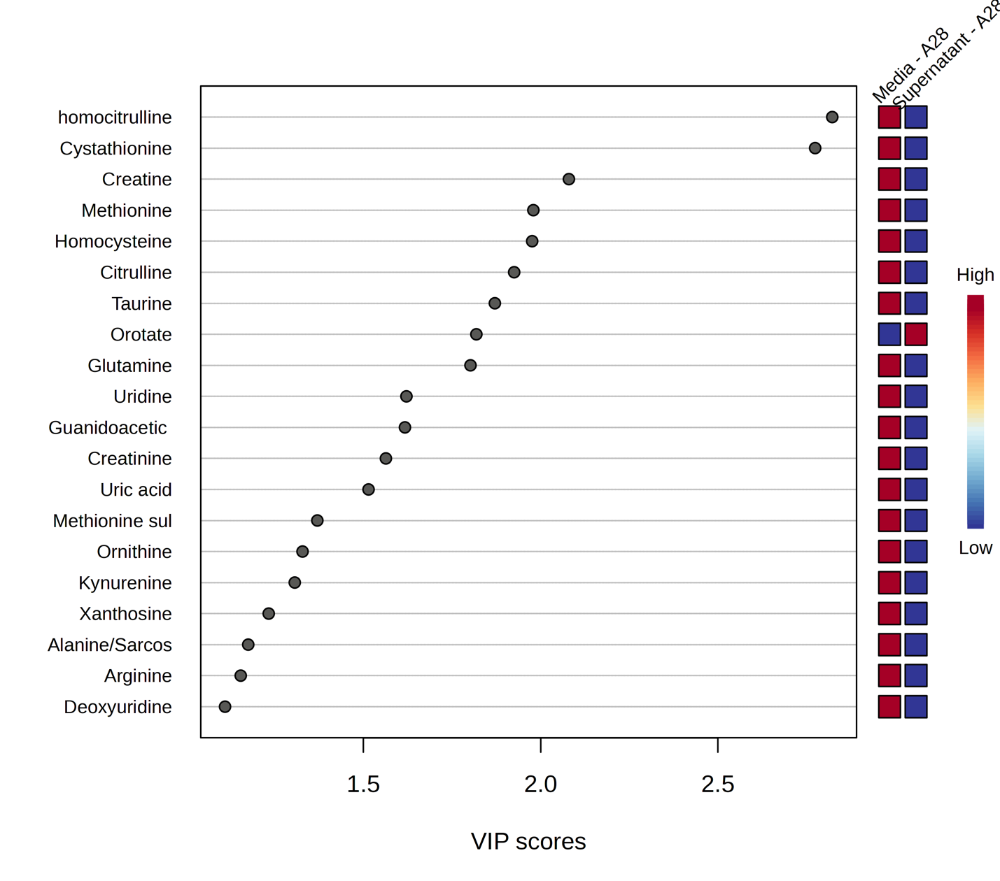 Media - A28
Supernatant - A28
homocitrulline
Cystathionine
Creatine
Methionine
Homocysteine
Citrulline
Taurine
Orotate
Glutamine
Uridine
Guanidoacetic
Creatinine
Uric acid
Methionine sul
Ornithine
Kynurenine
Xanthosine
Alanine/Sarcos
Arginine
Deoxyuridine
High
Low
1.5 2.0 2.5
VIP scores